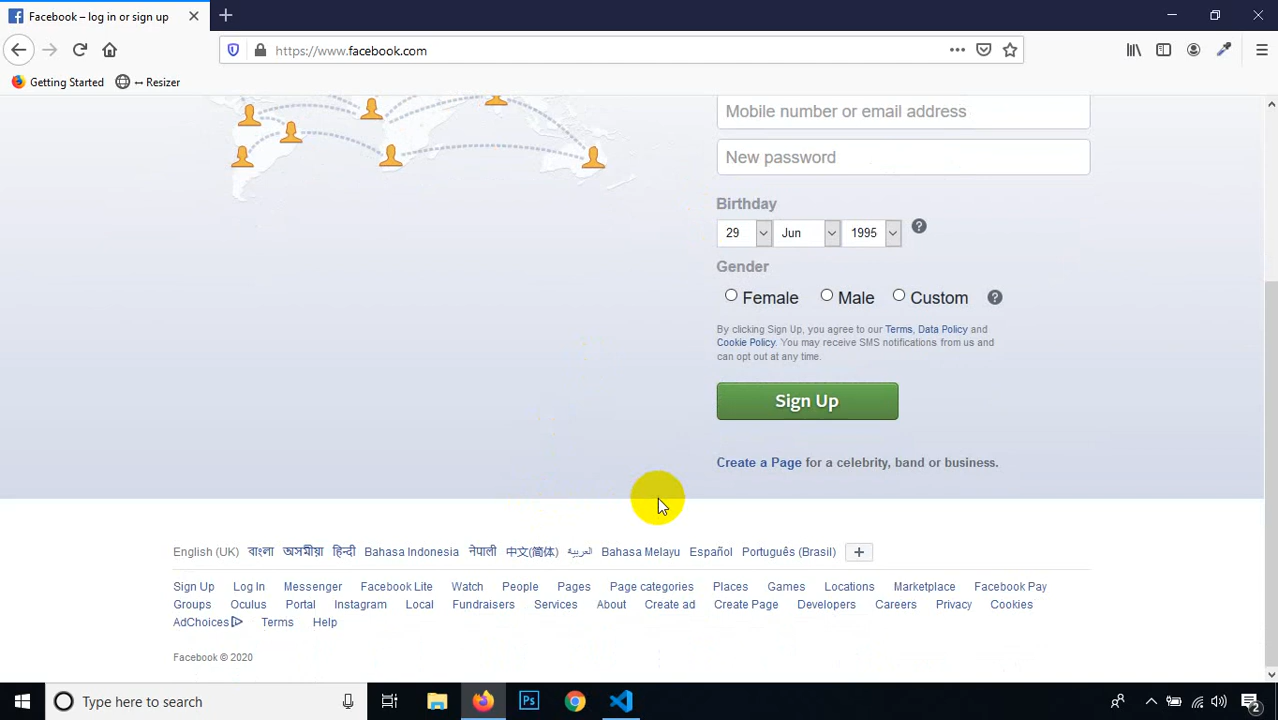 Facebook – log in or sign up
https://www.facebook.com
Getting Started
↔ Resizer
Mobile number or email address
New password
Birthday
29 Jun 1995
Gender
Female Male Custom
By clicking Sign Up, you agree to our Terms, Data Policy and
Cookie Policy. You may receive SMS notifications from us and
can opt out at any time.
Sign Up
Create a Page for a celebrity, band or business.
English (UK) বাংলা অসমীয়া हिन्दी Bahasa Indonesia नेपाली 中文(简体) العربية Bahasa Melayu Español Português (Brasil)
Sign Up Log In Messenger Facebook Lite Watch People Pages Page categories Places Games Locations Marketplace Facebook Pay
Groups Oculus Portal Instagram Local Fundraisers Services About Create ad Create Page Developers Careers Privacy Cookies
AdChoices Terms Help
Facebook © 2020
Type here to search
Ps
2